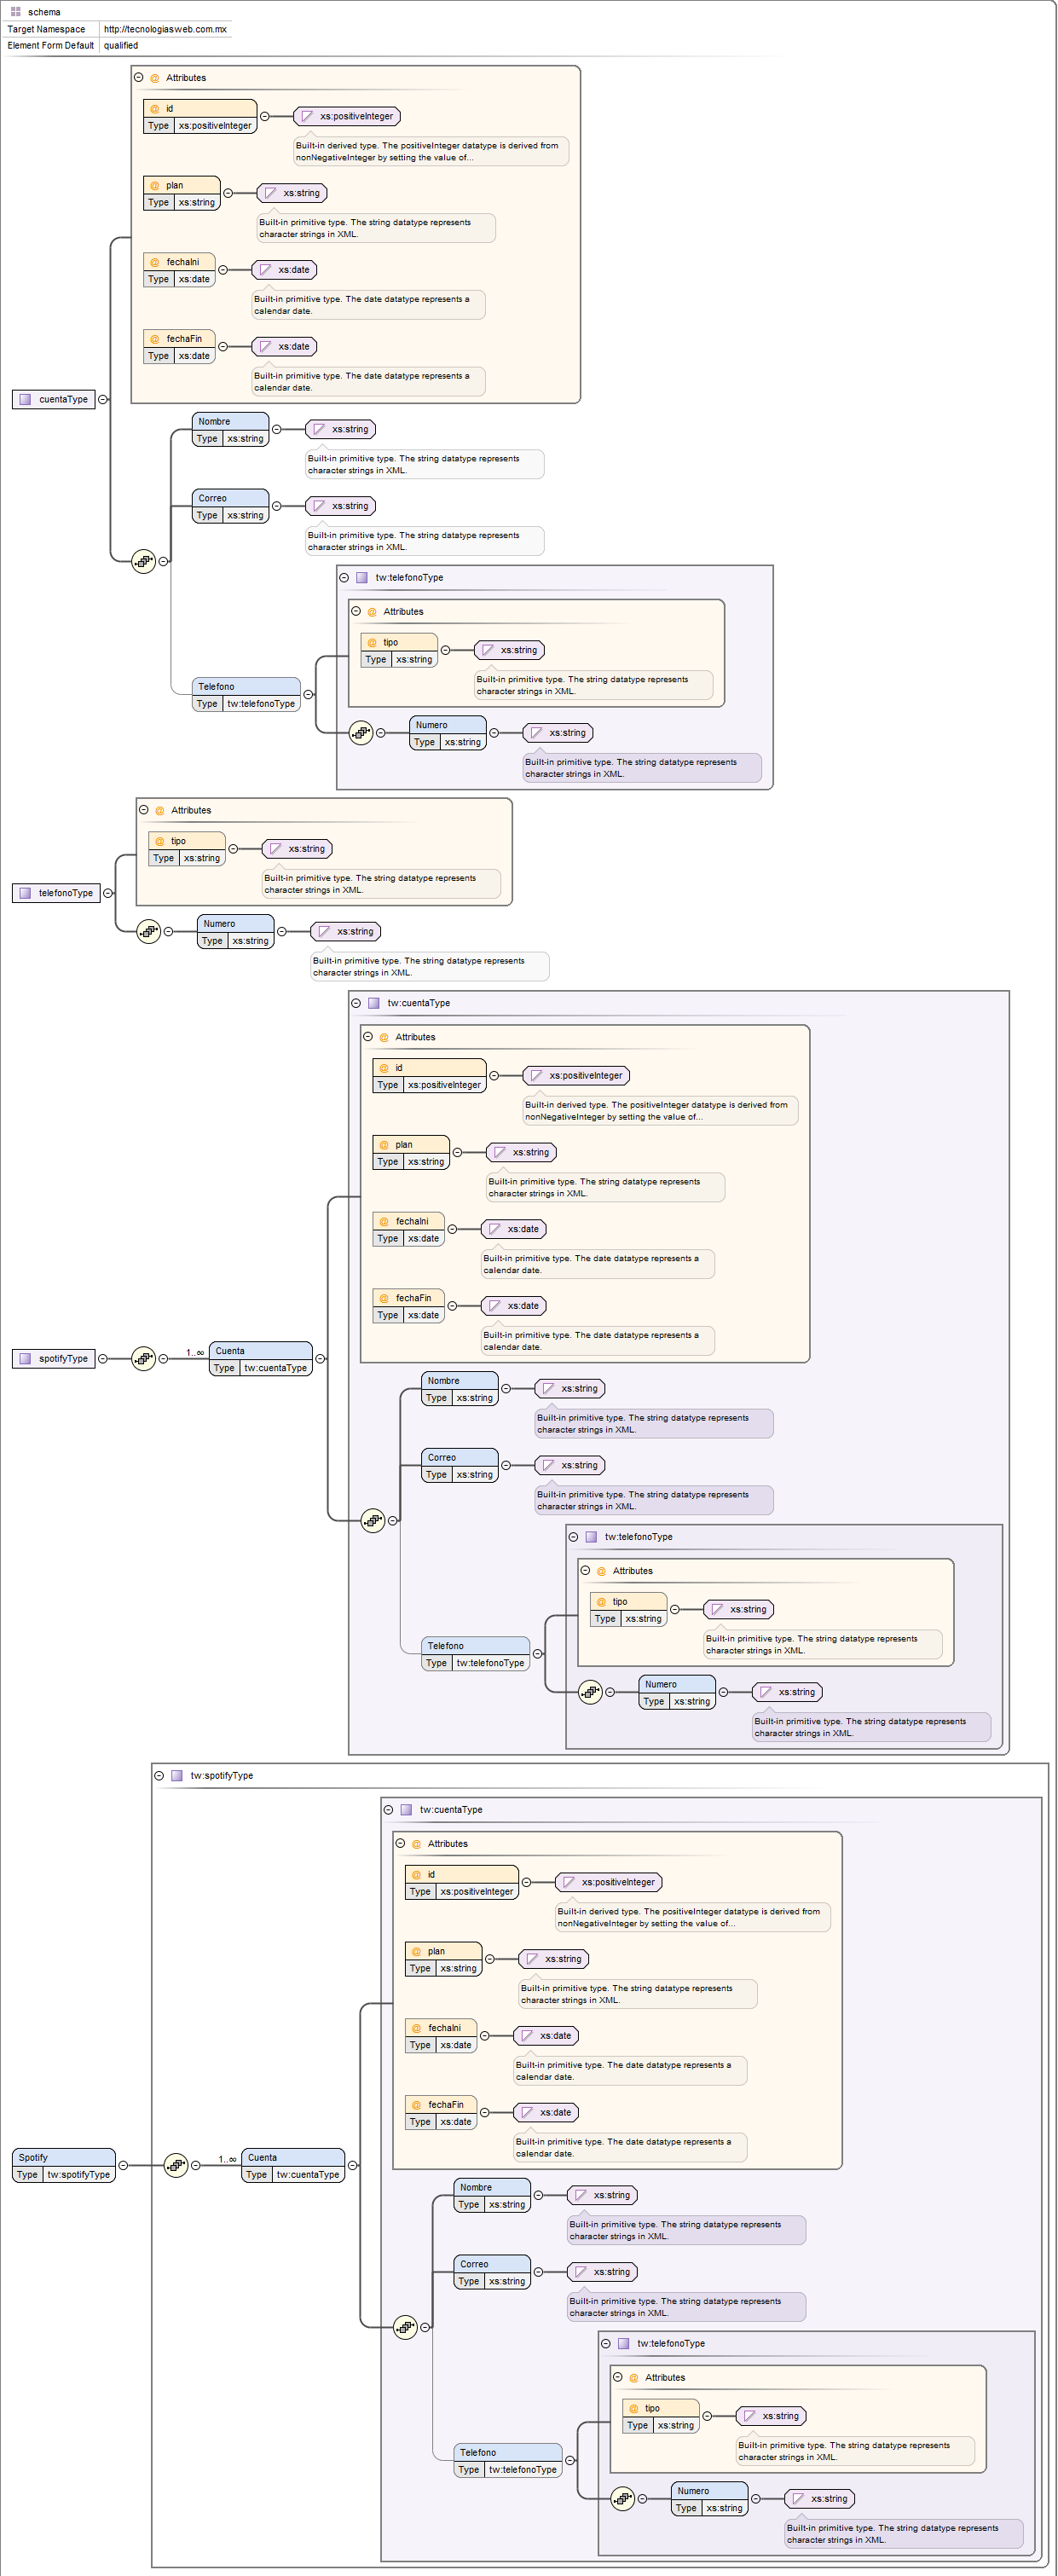 schema
Target Namespace http://tecnologiasweb.com.mx
Element Form Default qualified
@ Attributes
@ id
Type xs:positiveInteger
xs:positiveInteger
Built-in derived type. The positiveInteger datatype is derived from
nonNegativeInteger by setting the value of...
@ plan
Type xs:string
xs:string
Built-in primitive type. The string datatype represents
character strings in XML.
@ fechaIni
Type xs:date
xs:date
Built-in primitive type. The date datatype represents a
calendar date.
@ fechaFin
Type xs:date
xs:date
Built-in primitive type. The date datatype represents a
calendar date.
cuentaType
Nombre
Type xs:string
xs:string
Built-in primitive type. The string datatype represents
character strings in XML.
Correo
Type xs:string
xs:string
Built-in primitive type. The string datatype represents
character strings in XML.
tw:telefonoType
@ Attributes
@ tipo
Type xs:string
xs:string
Built-in primitive type. The string datatype represents
character strings in XML.
Telefono
Type tw:telefonoType
Numero
Type xs:string
xs:string
Built-in primitive type. The string datatype represents
character strings in XML.
@ Attributes
@ tipo
Type xs:string
xs:string
Built-in primitive type. The string datatype represents
character strings in XML.
telefonoType
Numero
Type xs:string
xs:string
Built-in primitive type. The string datatype represents
character strings in XML.
tw:cuentaType
@ Attributes
@ id
Type xs:positiveInteger
xs:positiveInteger
Built-in derived type. The positiveInteger datatype is derived from
nonNegativeInteger by setting the value of...
@ plan
Type xs:string
xs:string
Built-in primitive type. The string datatype represents
character strings in XML.
@ fechaIni
Type xs:date
xs:date
Built-in primitive type. The date datatype represents a
calendar date.
@ fechaFin
Type xs:date
xs:date
Built-in primitive type. The date datatype represents a
calendar date.
spotifyType
1..∞
Cuenta
Type tw:cuentaType
Nombre
Type xs:string
xs:string
Built-in primitive type. The string datatype represents
character strings in XML.
Correo
Type xs:string
xs:string
Built-in primitive type. The string datatype represents
character strings in XML.
tw:telefonoType
@ Attributes
@ tipo
Type xs:string
xs:string
Built-in primitive type. The string datatype represents
character strings in XML.
Telefono
Type tw:telefonoType
Numero
Type xs:string
xs:string
Built-in primitive type. The string datatype represents
character strings in XML.
tw:spotifyType
tw:cuentaType
@ Attributes
@ id
Type xs:positiveInteger
xs:positiveInteger
Built-in derived type. The positiveInteger datatype is derived from
nonNegativeInteger by setting the value of...
@ plan
Type xs:string
xs:string
Built-in primitive type. The string datatype represents
character strings in XML.
@ fechaIni
Type xs:date
xs:date
Built-in primitive type. The date datatype represents a
calendar date.
@ fechaFin
Type xs:date
xs:date
Built-in primitive type. The date datatype represents a
calendar date.
Spotify
Type tw:spotifyType
1..∞
Cuenta
Type tw:cuentaType
Nombre
Type xs:string
xs:string
Built-in primitive type. The string datatype represents
character strings in XML.
Correo
Type xs:string
xs:string
Built-in primitive type. The string datatype represents
character strings in XML.
tw:telefonoType
@ Attributes
@ tipo
Type xs:string
xs:string
Built-in primitive type. The string datatype represents
character strings in XML.
Telefono
Type tw:telefonoType
Numero
Type xs:string
xs:string
Built-in primitive type. The string datatype represents
character strings in XML.